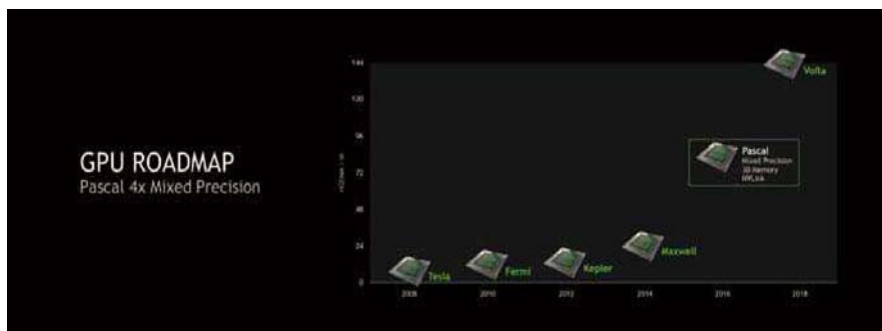 GPU ROADMAP
Pascal 4x Mixed Precision
144
120
96
72
48
24
0
Volta
Pascal
Mixed Precision
3D Memory
NVLink
Maxwell
Kepler
Fermi
Tesla
2008
2010
2012
2014
2016
2018